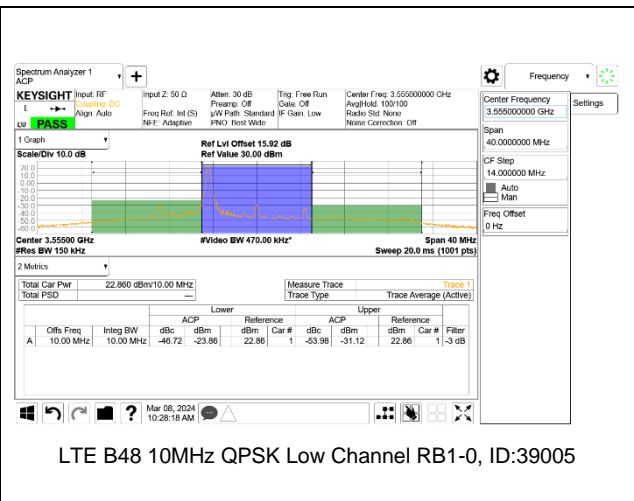 Spectrum Analyzer 1
ACP
Frequency
KEYSIGHT Input: RF Input Z: 50 Ω Atten: 30 dB Trig: Free Run Center Freq: 3.555000000 GHz
L Coupling: DC Preamp: Off Gate: Off Avg|Hold: 100/100
Align: Auto Freq Ref: Int (S) µW Path: Standard IF Gain: Low Radio Std: None
PASS NFE: Adaptive PNO: Best Wide Noise Correction: Off
Center Frequency
3.555000000 GHz
Settings
Span
40.0000000 MHz
CF Step
14.000000 MHz
Auto
Man
Freq Offset
0 Hz
1 Graph
Ref Lvl Offset 15.92 dB
Scale/Div 10.0 dB Ref Value 30.00 dBm
20.0
10.0
0.00
-10.0
-20.0
-30.0
-40.0
-50.0
-60.0
Center 3.55500 GHz #Video BW 470.00 kHz* Span 40 MHz
#Res BW 150 kHz Sweep 20.0 ms (1001 pts)
2 Metrics
Total Car Pwr 22.860 dBm/10.00 MHz Measure Trace Trace 1
Total PSD --- Trace Type Trace Average (Active)
Lower Upper
ACP Reference ACP Reference
Offs Freq Integ BW dBc dBm dBm Car # dBc dBm dBm Car # Filter
A 10.00 MHz 10.00 MHz -46.72 -23.86 22.86 1 -53.98 -31.12 22.86 1 -3 dB
Mar 08, 2024
10:28:18 AM
LTE B48 10MHz QPSK Low Channel RB1-0, ID:39005